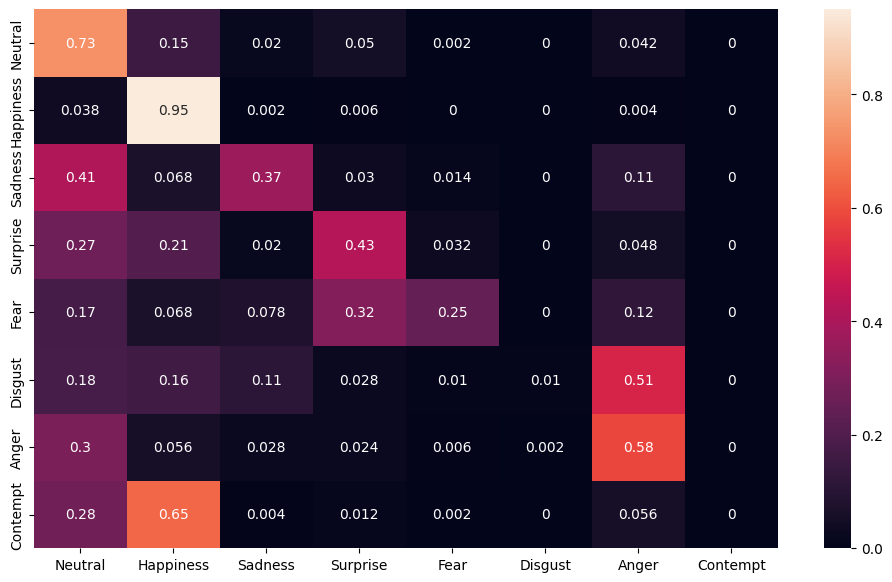 Neutral 0.73 0.15 0.02 0.05 0.002 0 0.042 0
Happiness 0.038 0.95 0.002 0.006 0 0 0.004 0
Sadness 0.41 0.068 0.37 0.03 0.014 0 0.11 0
Surprise 0.27 0.21 0.02 0.43 0.032 0 0.048 0
Fear 0.17 0.068 0.078 0.32 0.25 0 0.12 0
Disgust 0.18 0.16 0.11 0.028 0.01 0.01 0.51 0
Anger 0.3 0.056 0.028 0.024 0.006 0.002 0.58 0
Contempt 0.28 0.65 0.004 0.012 0.002 0 0.056 0
Neutral Happiness Sadness Surprise Fear Disgust Anger Contempt
0.8
0.6
0.4
0.2
0.0